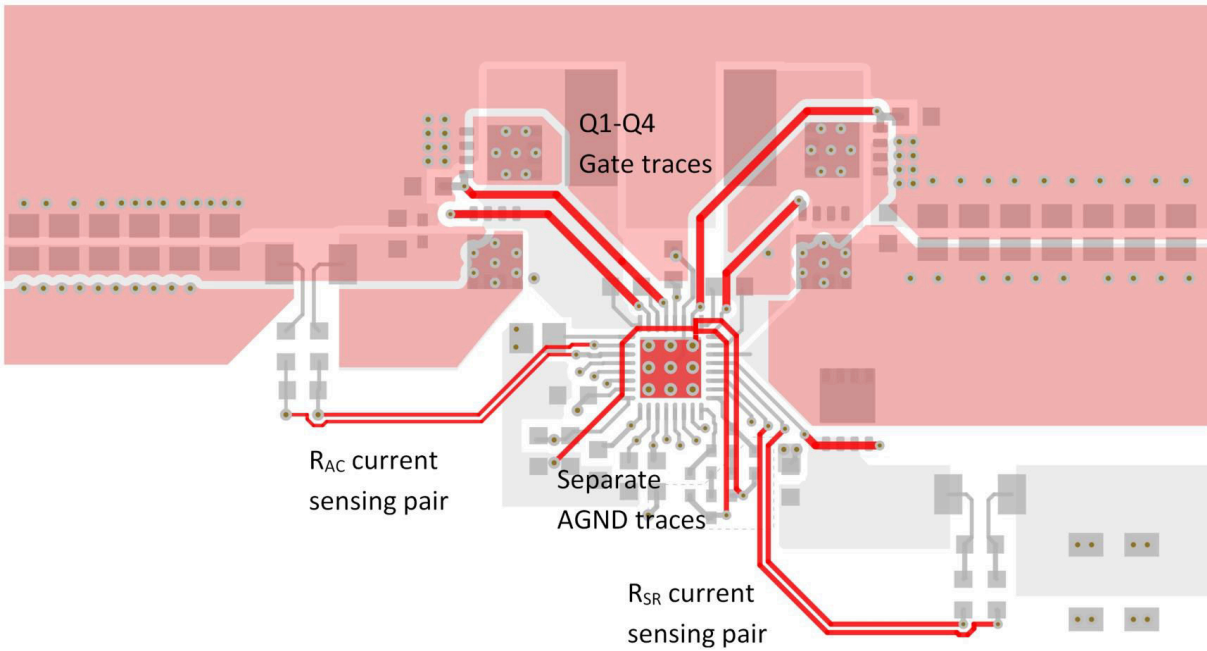 Q1-Q4
Gate traces
RAC current
sensing pair
Separate
AGND traces
RSR current
sensing pair